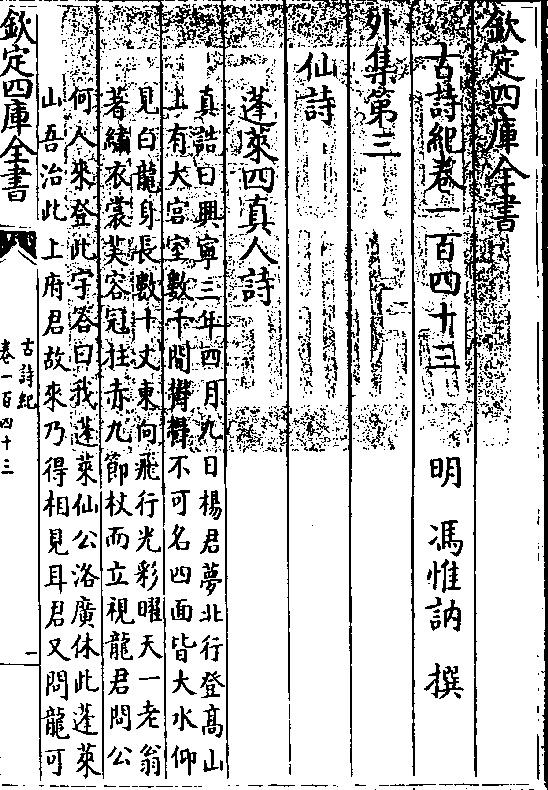 欽定四庫全書
古詩紀卷一百四十三　明　馮惟訥　撰
外集第三
仙詩
蓬萊四真人詩
真誥曰興寧三年四月九日楊君夢北行登髙山
上有大宫室數千間欝欝不可名四面皆大水仰
見白龍身長數十丈東向飛行光彩曜天一老翁
著繡衣裳芙容冠拄赤九節杖而立視龍君問公
何人來登此宇答曰我蓬萊仙公洛廣休此蓬萊
山吾治此上府君故來乃得相見耳君又問龍可
欽定四庫全書
古詩紀
卷一百四十三
一